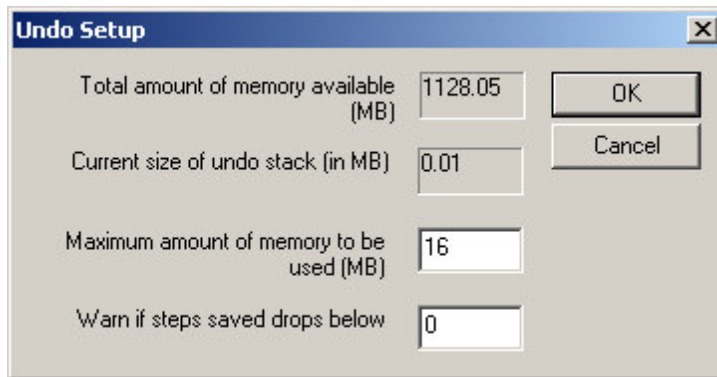 Undo Setup
Total amount of memory available
(MB)
1128.05
OK
Current size of undo stack (in MB)
0.01
Cancel
Maximum amount of memory to be
used (MB)
16
Warn if steps saved drops below
0